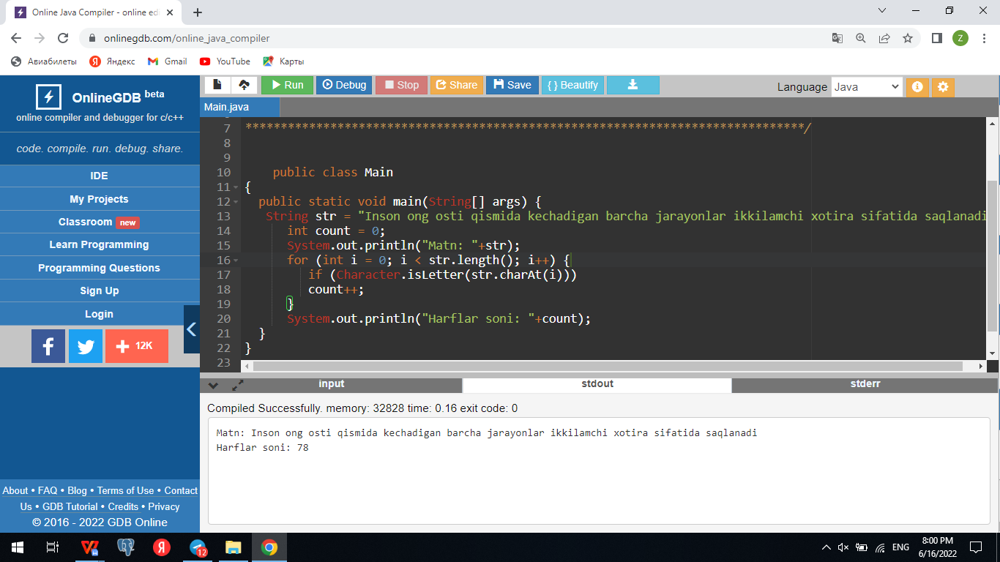 Online Java Compiler - online edi
onlinegdb.com/online_java_compiler
Z
Авиабилеты Яндекс Gmail YouTube Карты
OnlineGDB beta
online compiler and debugger for c/c++
code. compile. run. debug. share.
IDE
My Projects
Classroom new
Learn Programming
Programming Questions
Sign Up
Login
12K
About • FAQ • Blog • Terms of Use • Contact
Us • GDB Tutorial • Credits • Privacy
© 2016 - 2022 GDB Online
Run Debug Stop Share Save { } Beautify Language Java
Main.java
7 *******************************************************************************/
8
9
10 public class Main
11 {
12 public static void main(String[] args) {
13 String str = "Inson ong osti qismida kechadigan barcha jarayonlar ikkilamchi xotira sifatida saqlanadi
14 int count = 0;
15 System.out.println("Matn: "+str);
16 for (int i = 0; i < str.length(); i++) {
17 if (Character.isLetter(str.charAt(i)))
18 count++;
19 }
20 System.out.println("Harflar soni: "+count);
21 }
22 }
23
input stdout stderr
Compiled Successfully. memory: 32828 time: 0.16 exit code: 0
Matn: Inson ong osti qismida kechadigan barcha jarayonlar ikkilamchi xotira sifatida saqlanadi
Harflar soni: 78
12
ENG
8:00 PM
6/16/2022